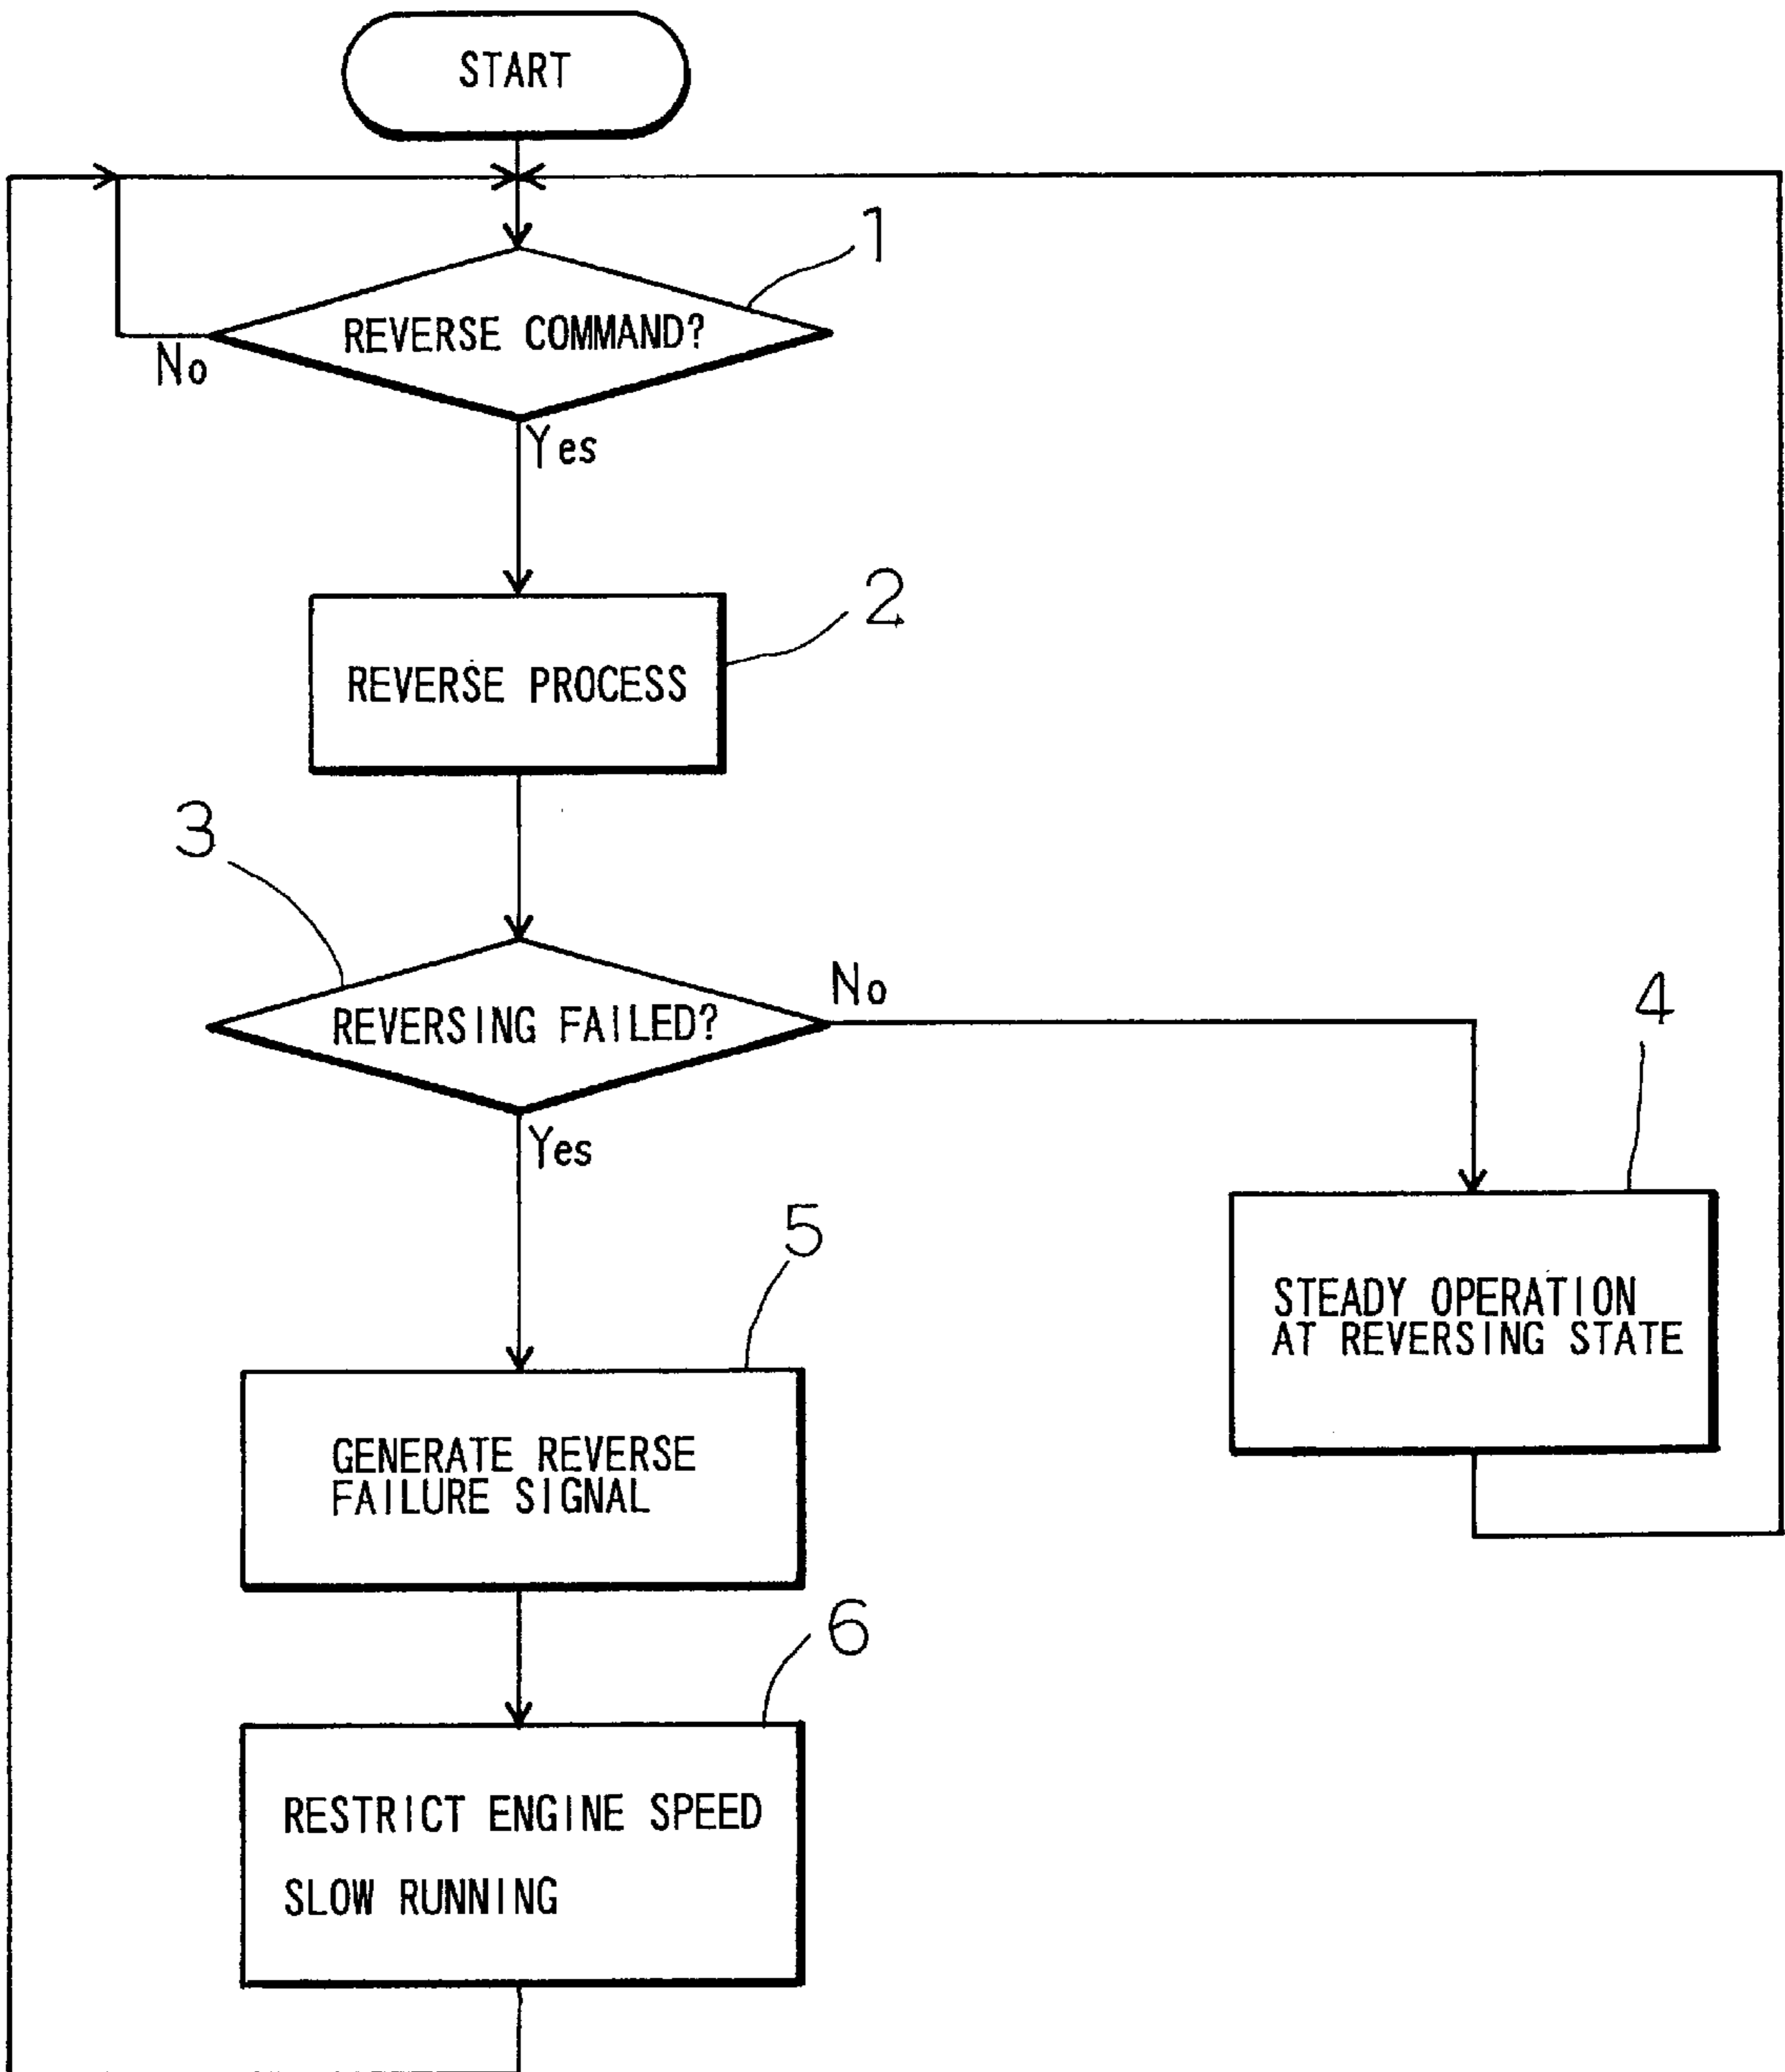 START
1
REVERSE COMMAND?
No
Yes
2
REVERSE PROCESS
3
No
REVERSING FAILED?
4
Yes
5
STEADY OPERATION
AT REVERSING STATE
GENERATE REVERSE
FAILURE SIGNAL
6
RESTRICT ENGINE SPEED
SLOW RUNNING